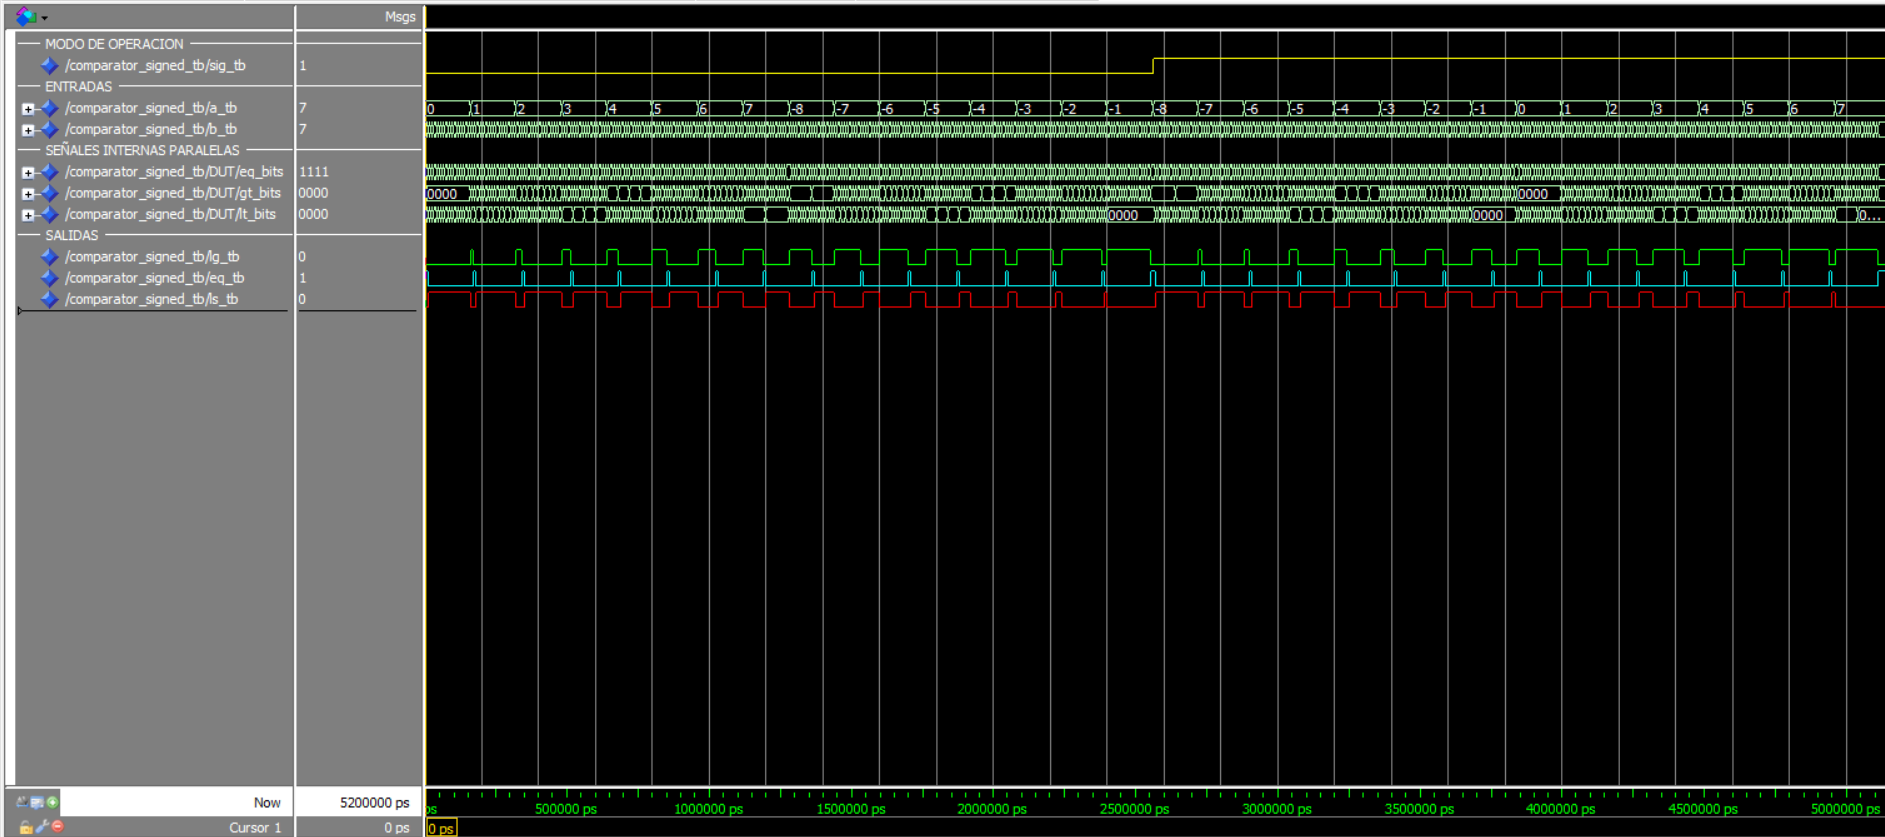 Msgs
MODO DE OPERACION
/comparator_signed_tb/sig_tb 1
ENTRADAS
/comparator_signed_tb/a_tb 7 0 1 2 3 4 5 6 7 -8 -7 -6 -5 -4 -3 -2 -1 -8 -7 -6 -5 -4 -3 -2 -1 0 1 2 3 4 5 6 7
/comparator_signed_tb/b_tb 7
SEÑALES INTERNAS PARALELAS
/comparator_signed_tb/DUT/eq_bits 1111
/comparator_signed_tb/DUT/gt_bits 0000 0000 0000
/comparator_signed_tb/DUT/lt_bits 0000 0000 0000 0...
SALIDAS
/comparator_signed_tb/lg_tb 0
/comparator_signed_tb/eq_tb 1
/comparator_signed_tb/ls_tb 0
Now 5200000 ps ps 500000 ps 1000000 ps 1500000 ps 2000000 ps 2500000 ps 3000000 ps 3500000 ps 4000000 ps 4500000 ps 5000000 ps
Cursor 1 0 ps 0 ps